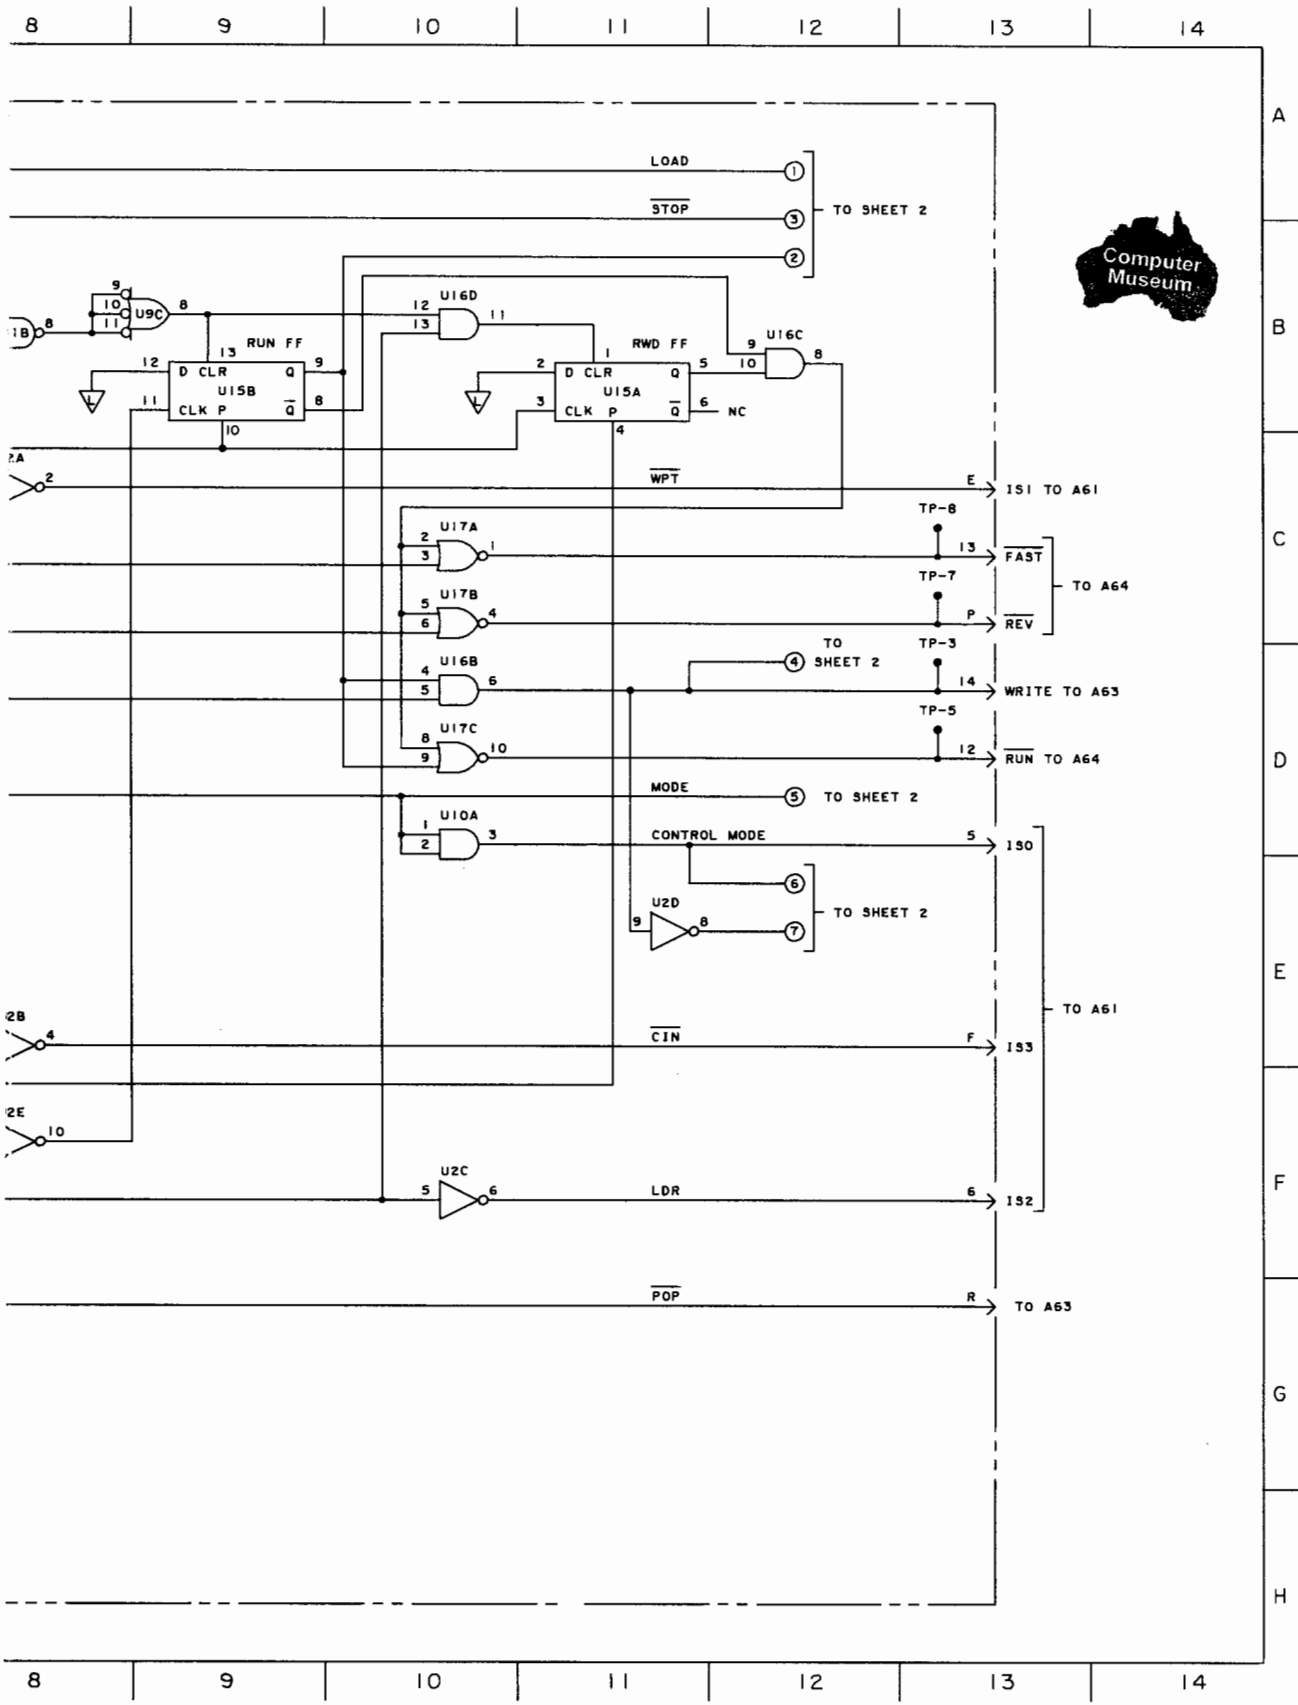 8 9 10 11 12 13 14
A
LOAD 1
STOP 3 TO SHEET 2
2
Computer
Museum
9
10 U9C 8
11
1B 8
12 U16D 11
13
B
RUN FF
12 D CLR Q 9
13
U15B
11 CLK P Q 8
10
RWD FF
1
2 D CLR Q 5
U15A
3 CLK P Q 6 NC
4
9 U16C 8
10
2A
2
WPT E IS1 TO A61
TP-8
C
2 U17A 1
3
13 FAST
TP-7
TO A64
5 U17B 4
6
P REV
TO
SHEET 2
4
TP-3
4 U16B 6
5
14 WRITE TO A63
TP-5
8 U17C 10
9
12 RUN TO A64
D
MODE 5 TO SHEET 2
1 U10A 3
2
CONTROL MODE 5 IS0
6
TO SHEET 2
9 U2D 8
7
E
TO A61
2B
4
CIN F IS3
2E
10
U2C
5 6
LDR 6 IS2
F
POP R TO A63
G
H
8 9 10 11 12 13 14